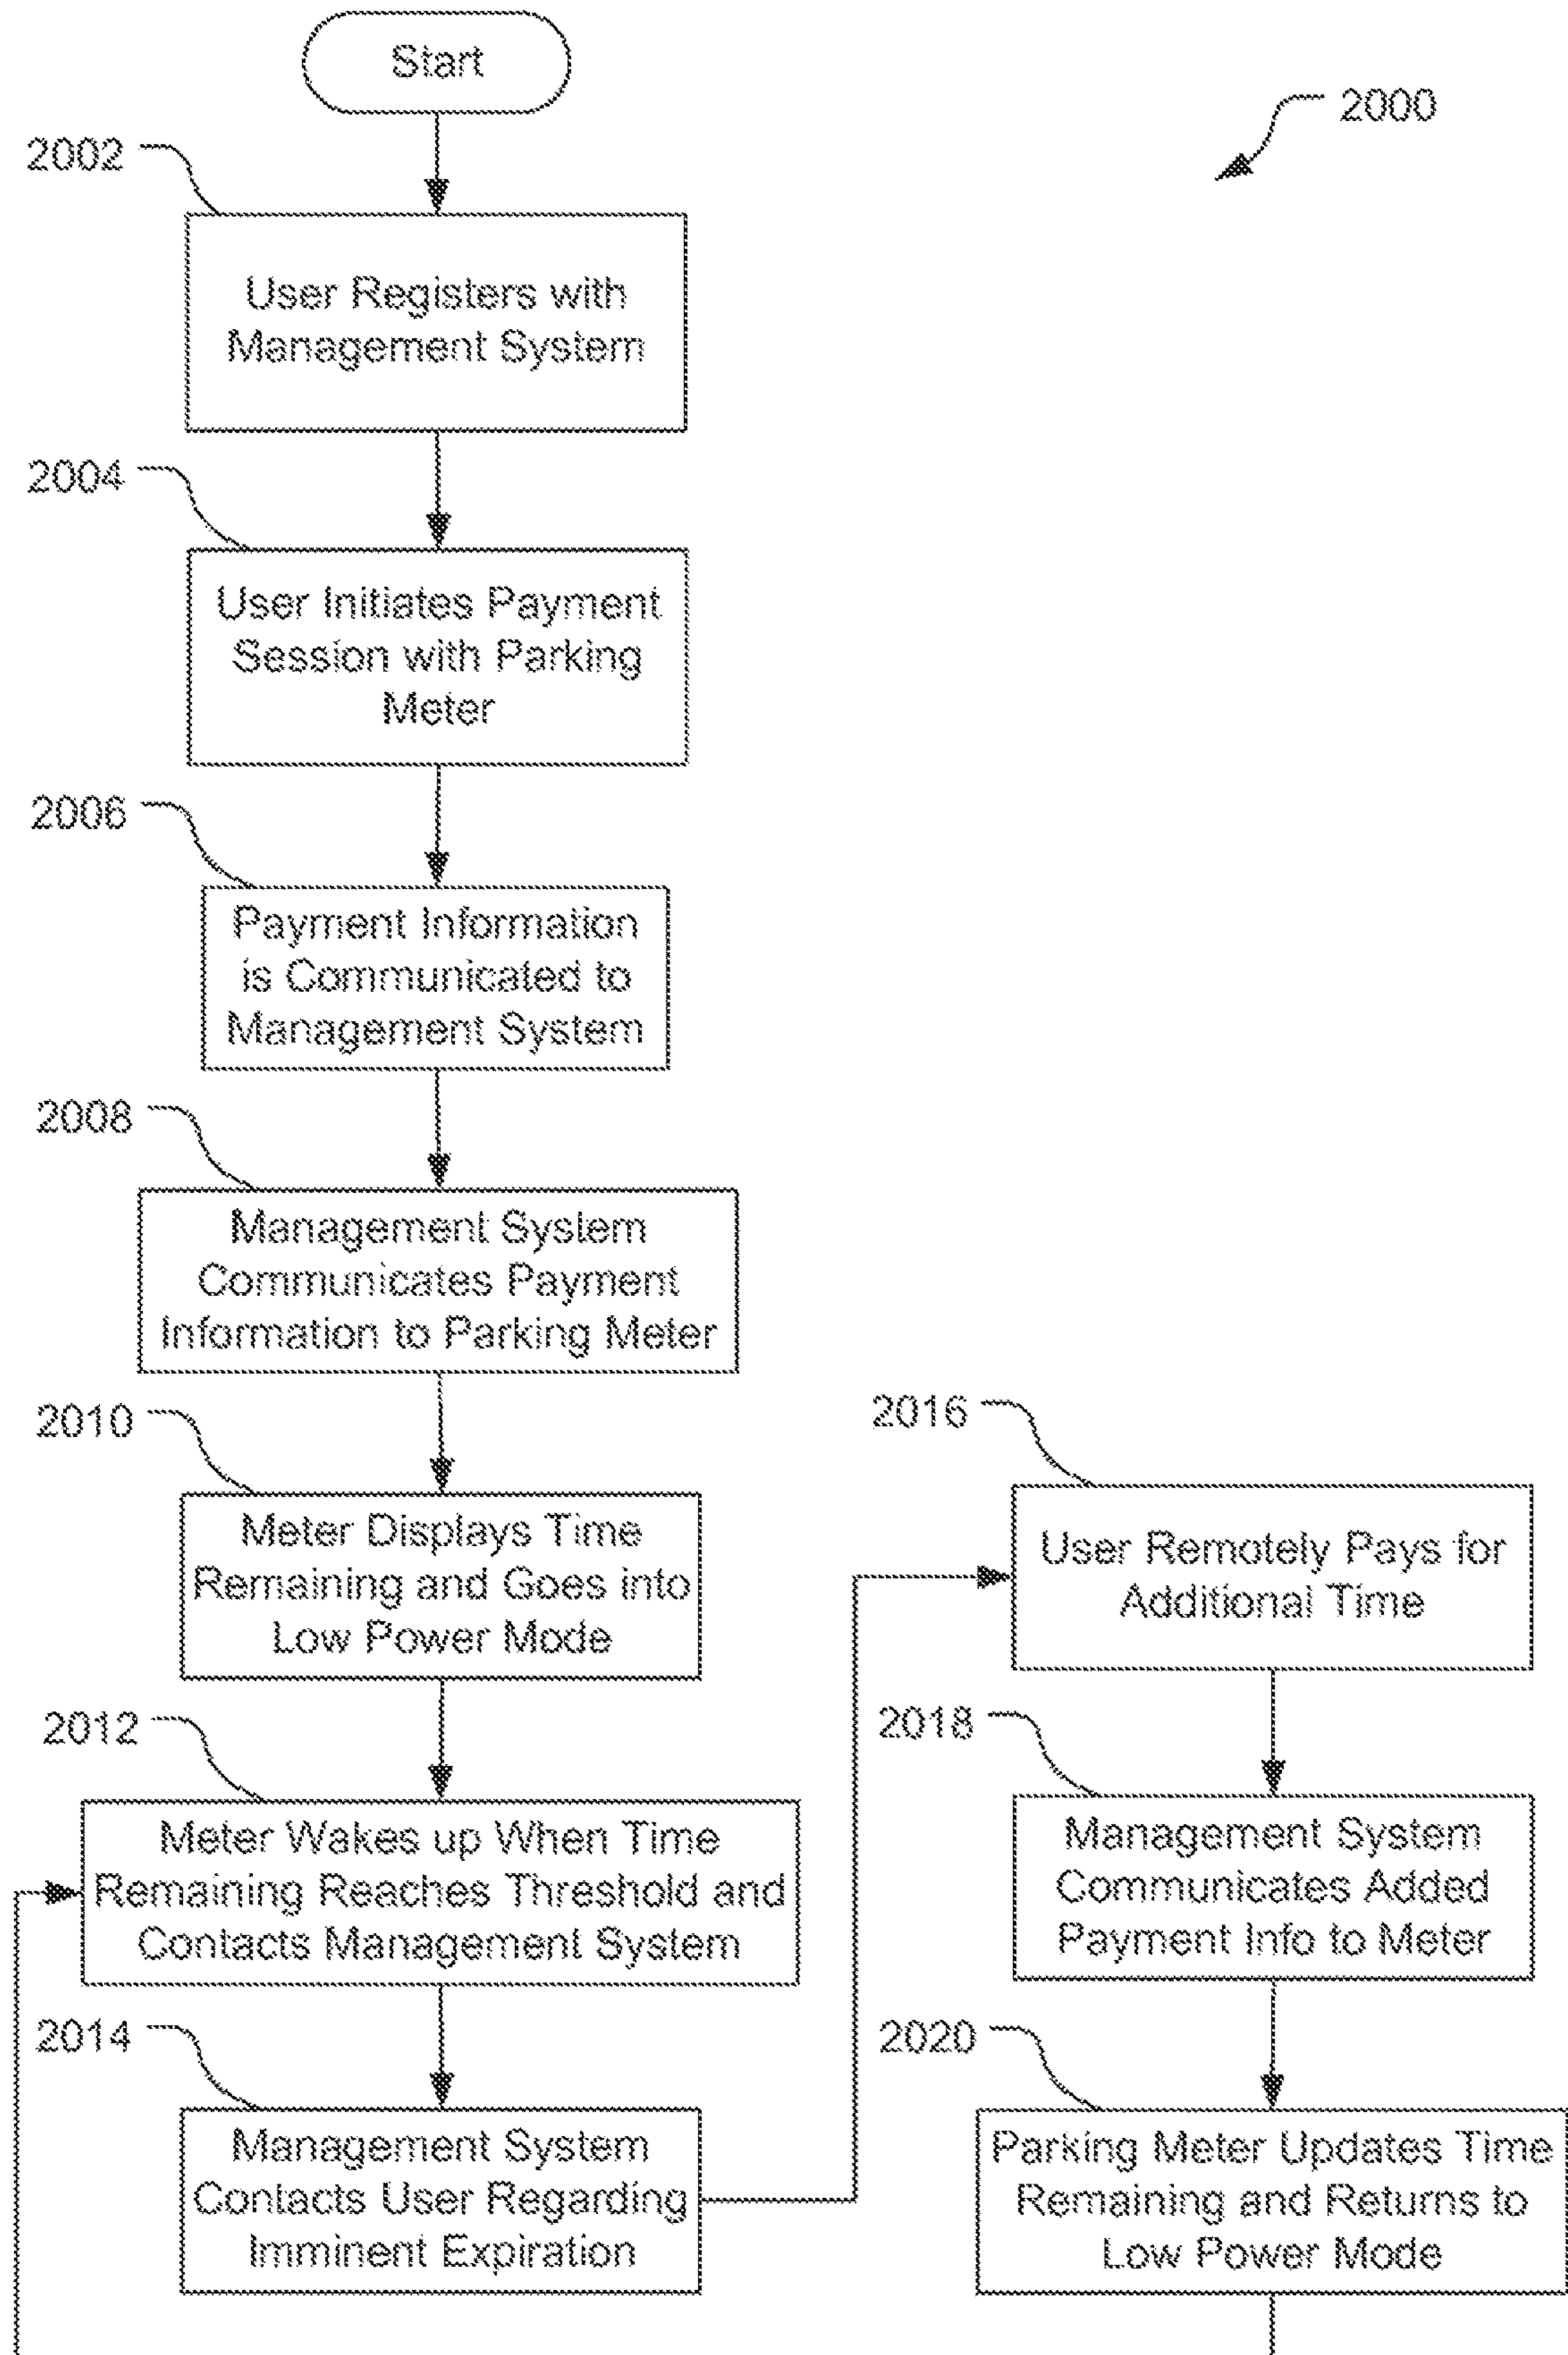 Start
2000
2002
User Registers with
Management System
2004
User Initiates Payment
Session with Parking
Meter
2006
Payment Information
is Communicated to
Management System
2008
Management System
Communicates Payment
Information to Parking Meter
2010
Meter Displays Time
Remaining and Goes into
Low Power Mode
2012
Meter Wakes up When Time
Remaining Reaches Threshold and
Contacts Management System
2014
Management System
Contacts User Regarding
Imminent Expiration
2016
User Remotely Pays for
Additional Time
2018
Management System
Communicates Added
Payment Info to Meter
2020
Parking Meter Updates Time
Remaining and Returns to
Low Power Mode